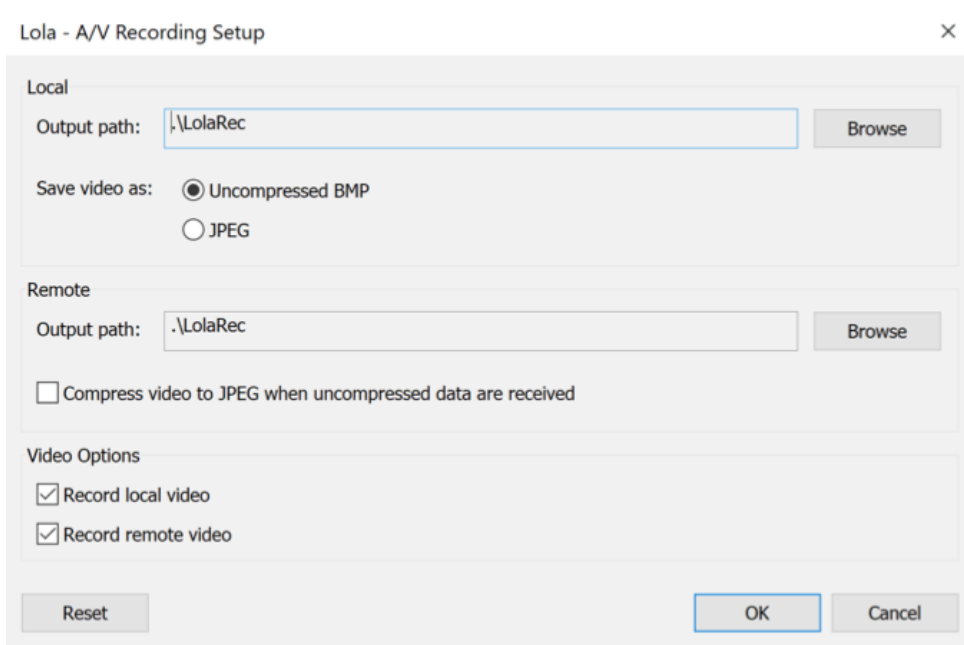 Lola - A/V Recording Setup
Local
Output path: .\LolaRec Browse
Save video as: Uncompressed BMP
JPEG
Remote
Output path: .\LolaRec Browse
Compress video to JPEG when uncompressed data are received
Video Options
Record local video
Record remote video
Reset OK Cancel